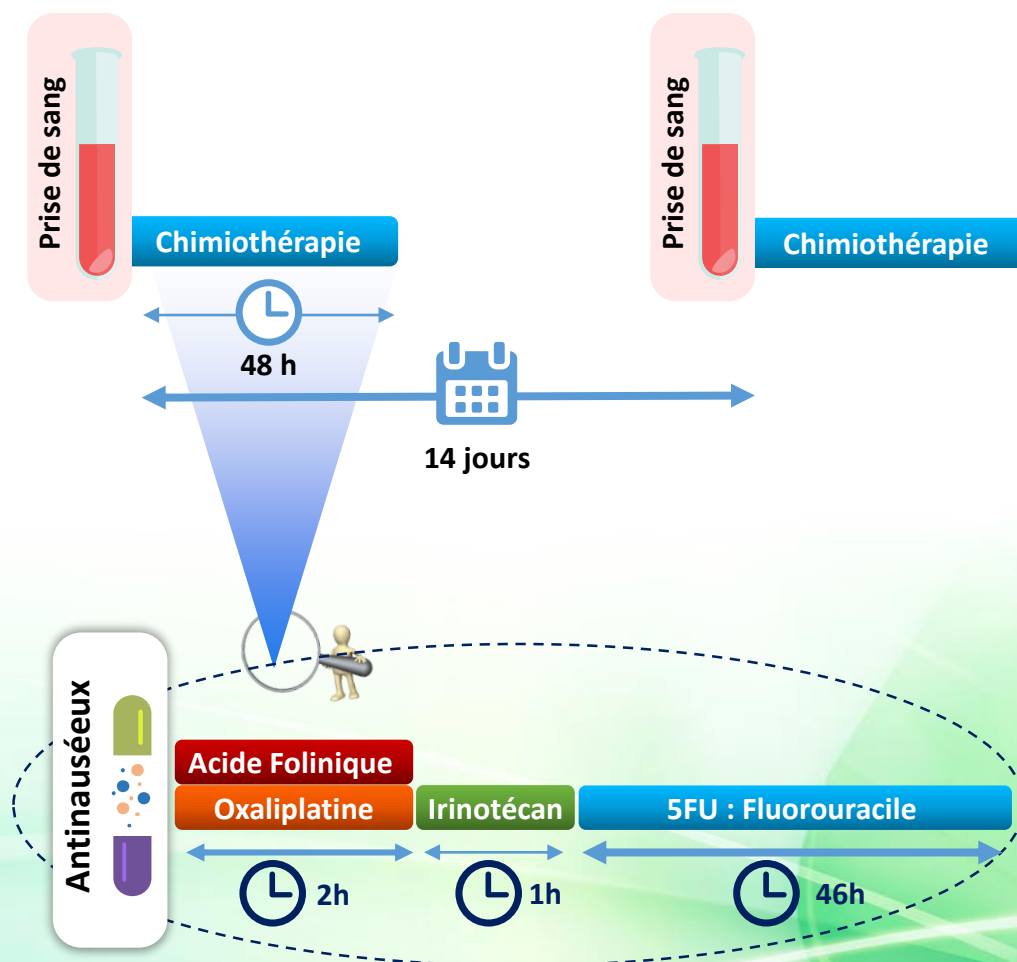 Prise de sang
Prise de sang
Chimiothérapie
Chimiothérapie
48 h
14 jours
Antinauséeux
Acide Folinique
Oxaliplatine
Irinotécan
5FU : Fluorouracile
2h
1h
46h